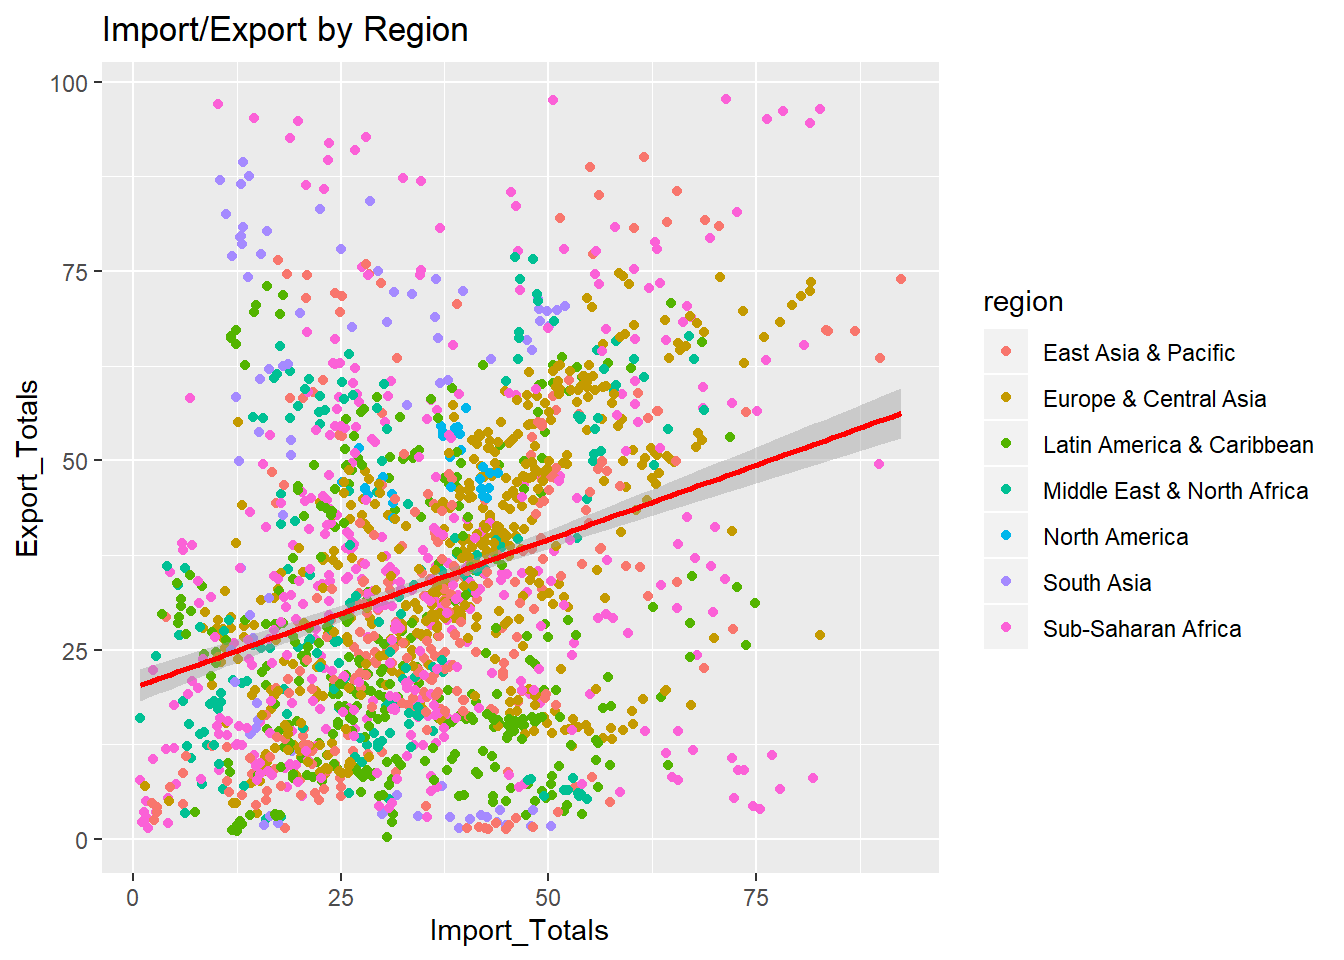 Import/Export by Region
100
75
50
25
0
Export_Totals
0 25 50 75
Import_Totals
region
East Asia & Pacific
Europe & Central Asia
Latin America & Caribbean
Middle East & North Africa
North America
South Asia
Sub-Saharan Africa